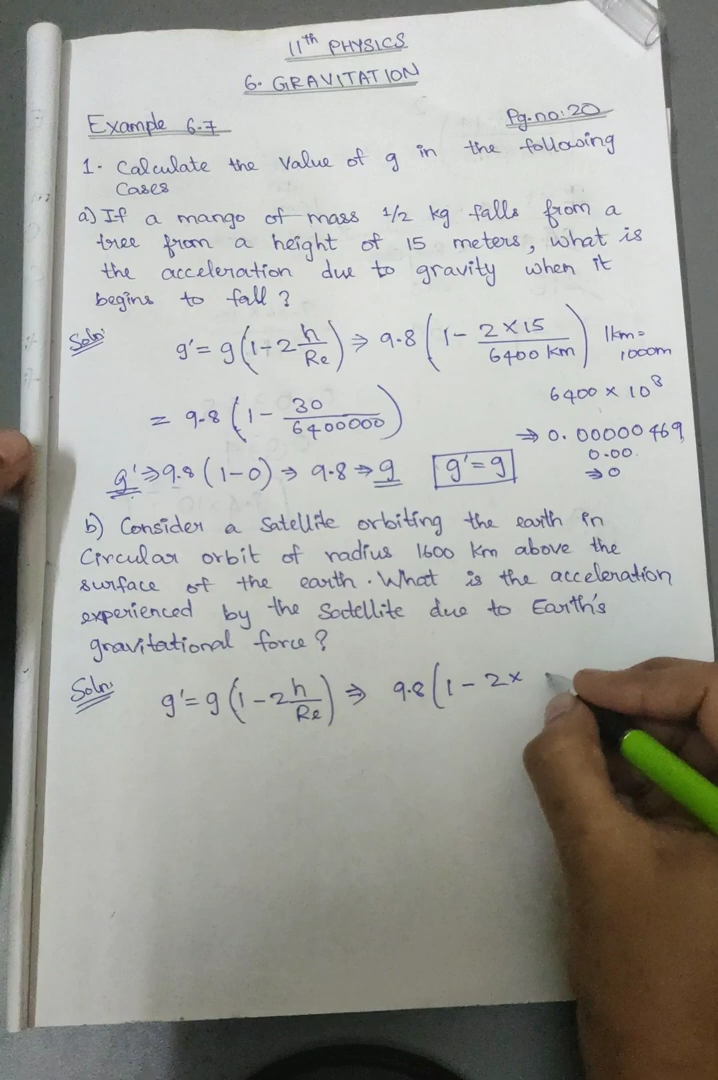 11th PHYSICS
6. GRAVITATION
Example 6.7 Pg.no: 20
1. Calculate the Value of g in the following
Cases
a) If a mango of mass 1/2 kg falls from a
tree from a height of 15 meters, what is
the acceleration due to gravity when it
begins to fall?
Soln: g' = g (1 - 2 h/Re) ⇒ 9.8 (1 - 2 × 15 / 6400 km) 1km = 1000m
6400 × 10³
= 9.8 (1 - 30 / 6400000) ⇒ 0.00000469
0.00
⇒ 0
g' ⇒ 9.8 (1 - 0) ⇒ 9.8 ⇒ g g' = g
b) Consider a Satellite orbiting the earth in
Circular orbit of radius 1600 km above the
surface of the earth. What is the acceleration
experienced by the Satellite due to Earth's
gravitational force?
Soln: g' = g (1 - 2 h/Re) ⇒ 9.8 (1 - 2 ×